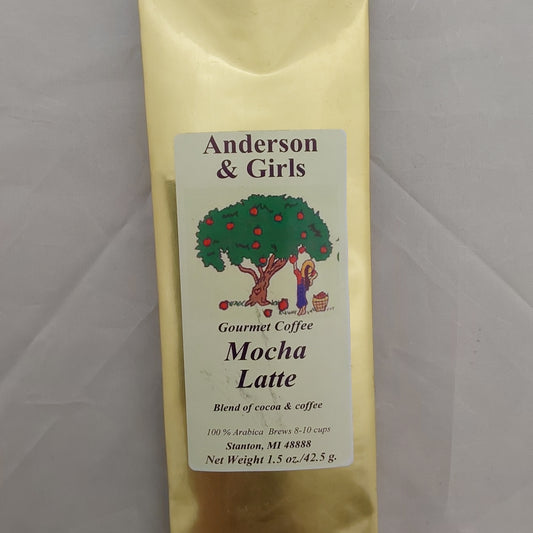 Anderson
& Girls
Gourmet Coffee
Mocha
Latte
Blend of cocoa & coffee
100 % Arabica Brews 8-10 cups
Stanton, MI 48888
Net Weight 1.5 oz./42.5 g.